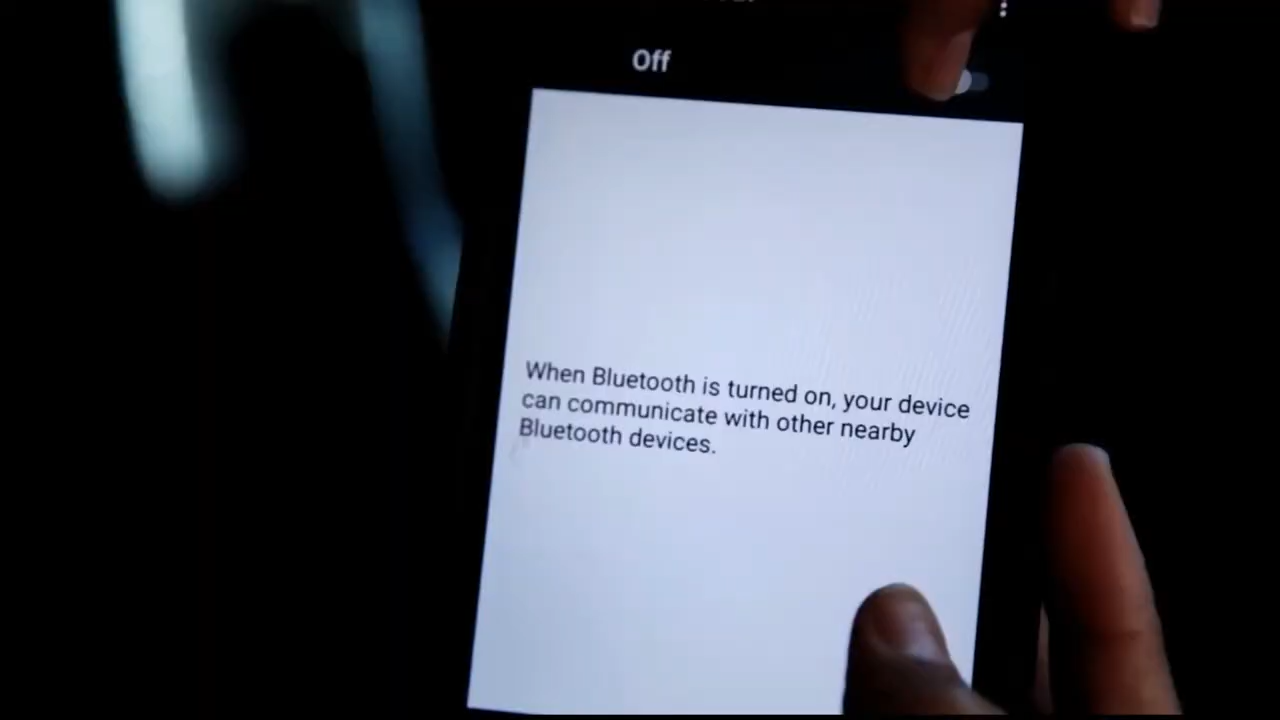 Off
When Bluetooth is turned on, your device
can communicate with other nearby
Bluetooth devices.